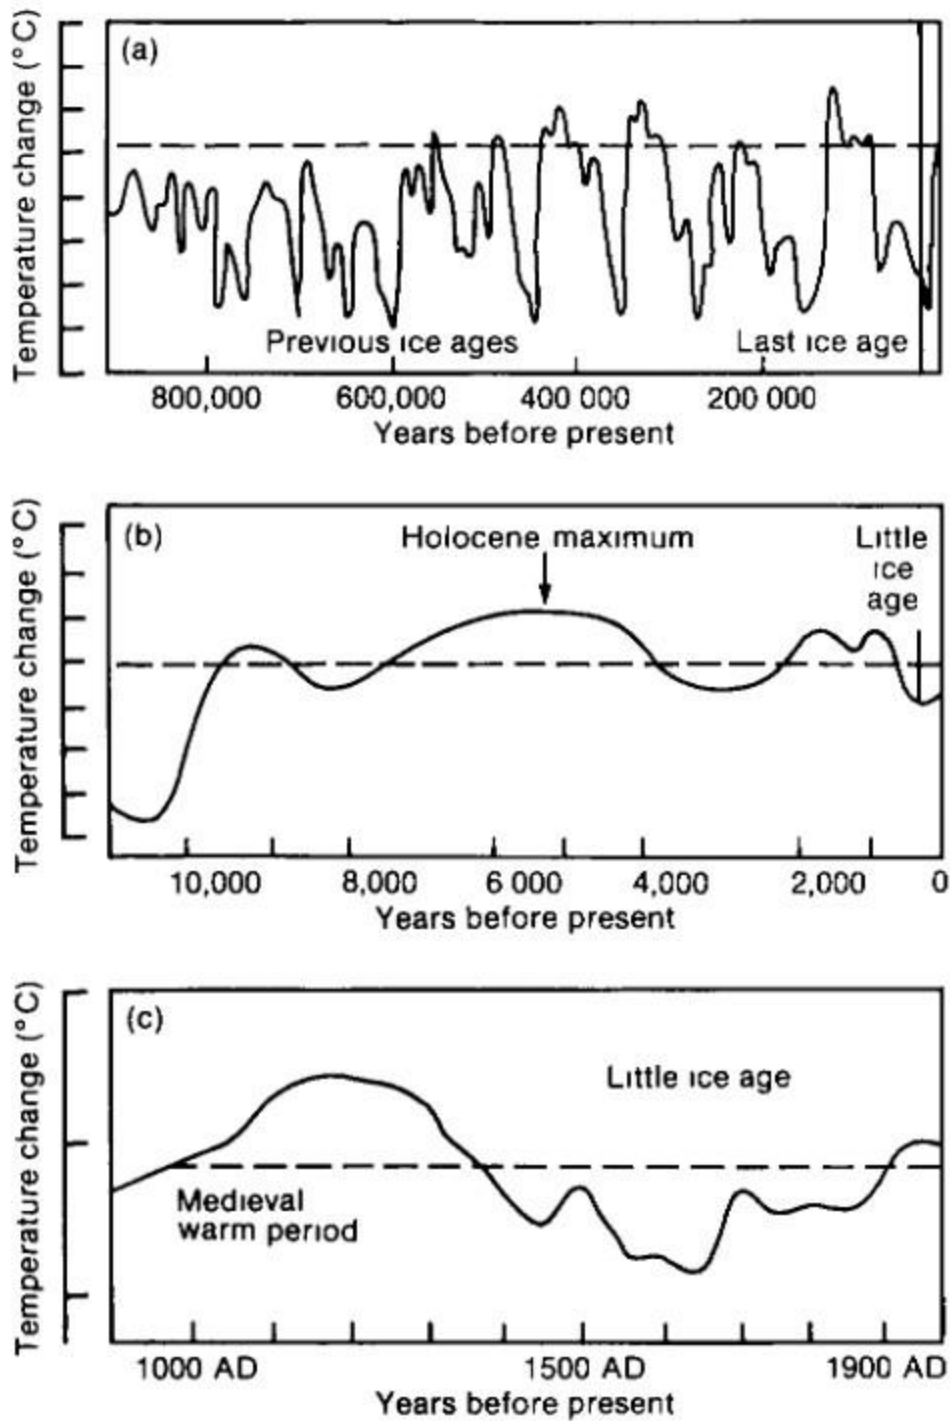 Temperature change (°C)
(a)
Previous ice ages
Last ice age
800,000
600,000
400 000
200 000
Years before present
Temperature change (°C)
(b)
Holocene maximum
Little
ice
age
10,000
8,000
6 000
4,000
2,000
0
Years before present
Temperature change (°C)
(c)
Little ice age
Medieval
warm period
1000 AD
1500 AD
1900 AD
Years before present